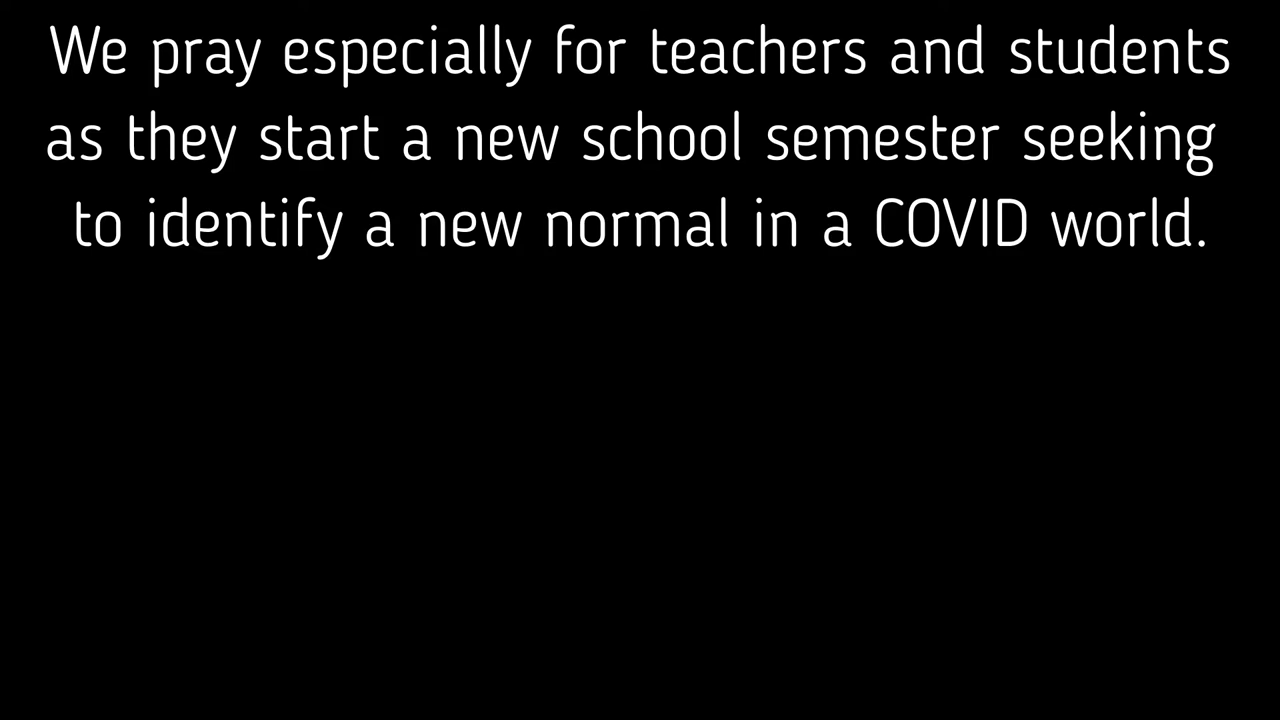 We pray especially for teachers and students
as they start a new school semester seeking
to identify a new normal in a COVID world.